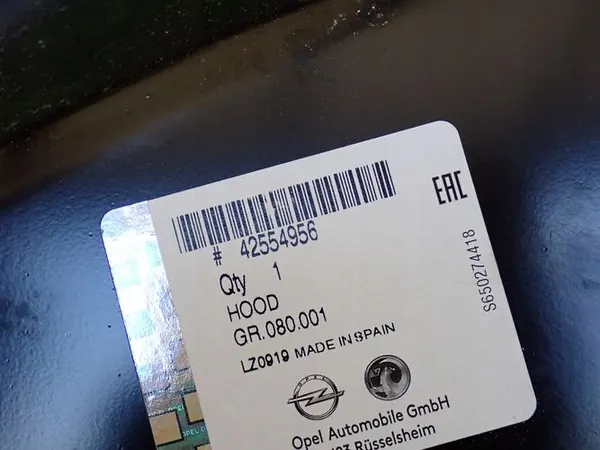 # 42554956
EAC
Qty 1
HOOD
GR.080.001
LZ0919 MADE IN SPAIN
S650274418
Opel Automobile GmbH
Rüsselsheim